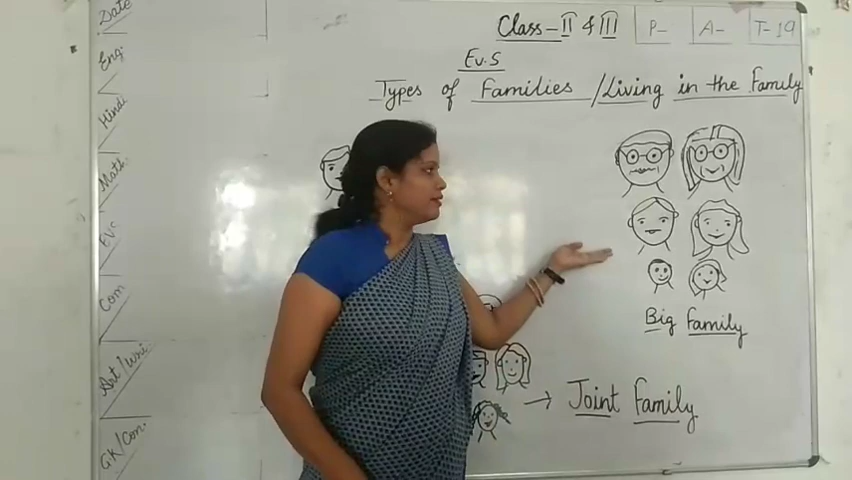 Date
Class-II & III
P-
A-
T-19
Eng:
Ev.S
Types of Families /Living in the Family
Hindi
Math.
EVS
Com
Big Family
Art/Wri.
Joint Family
GK/Com.